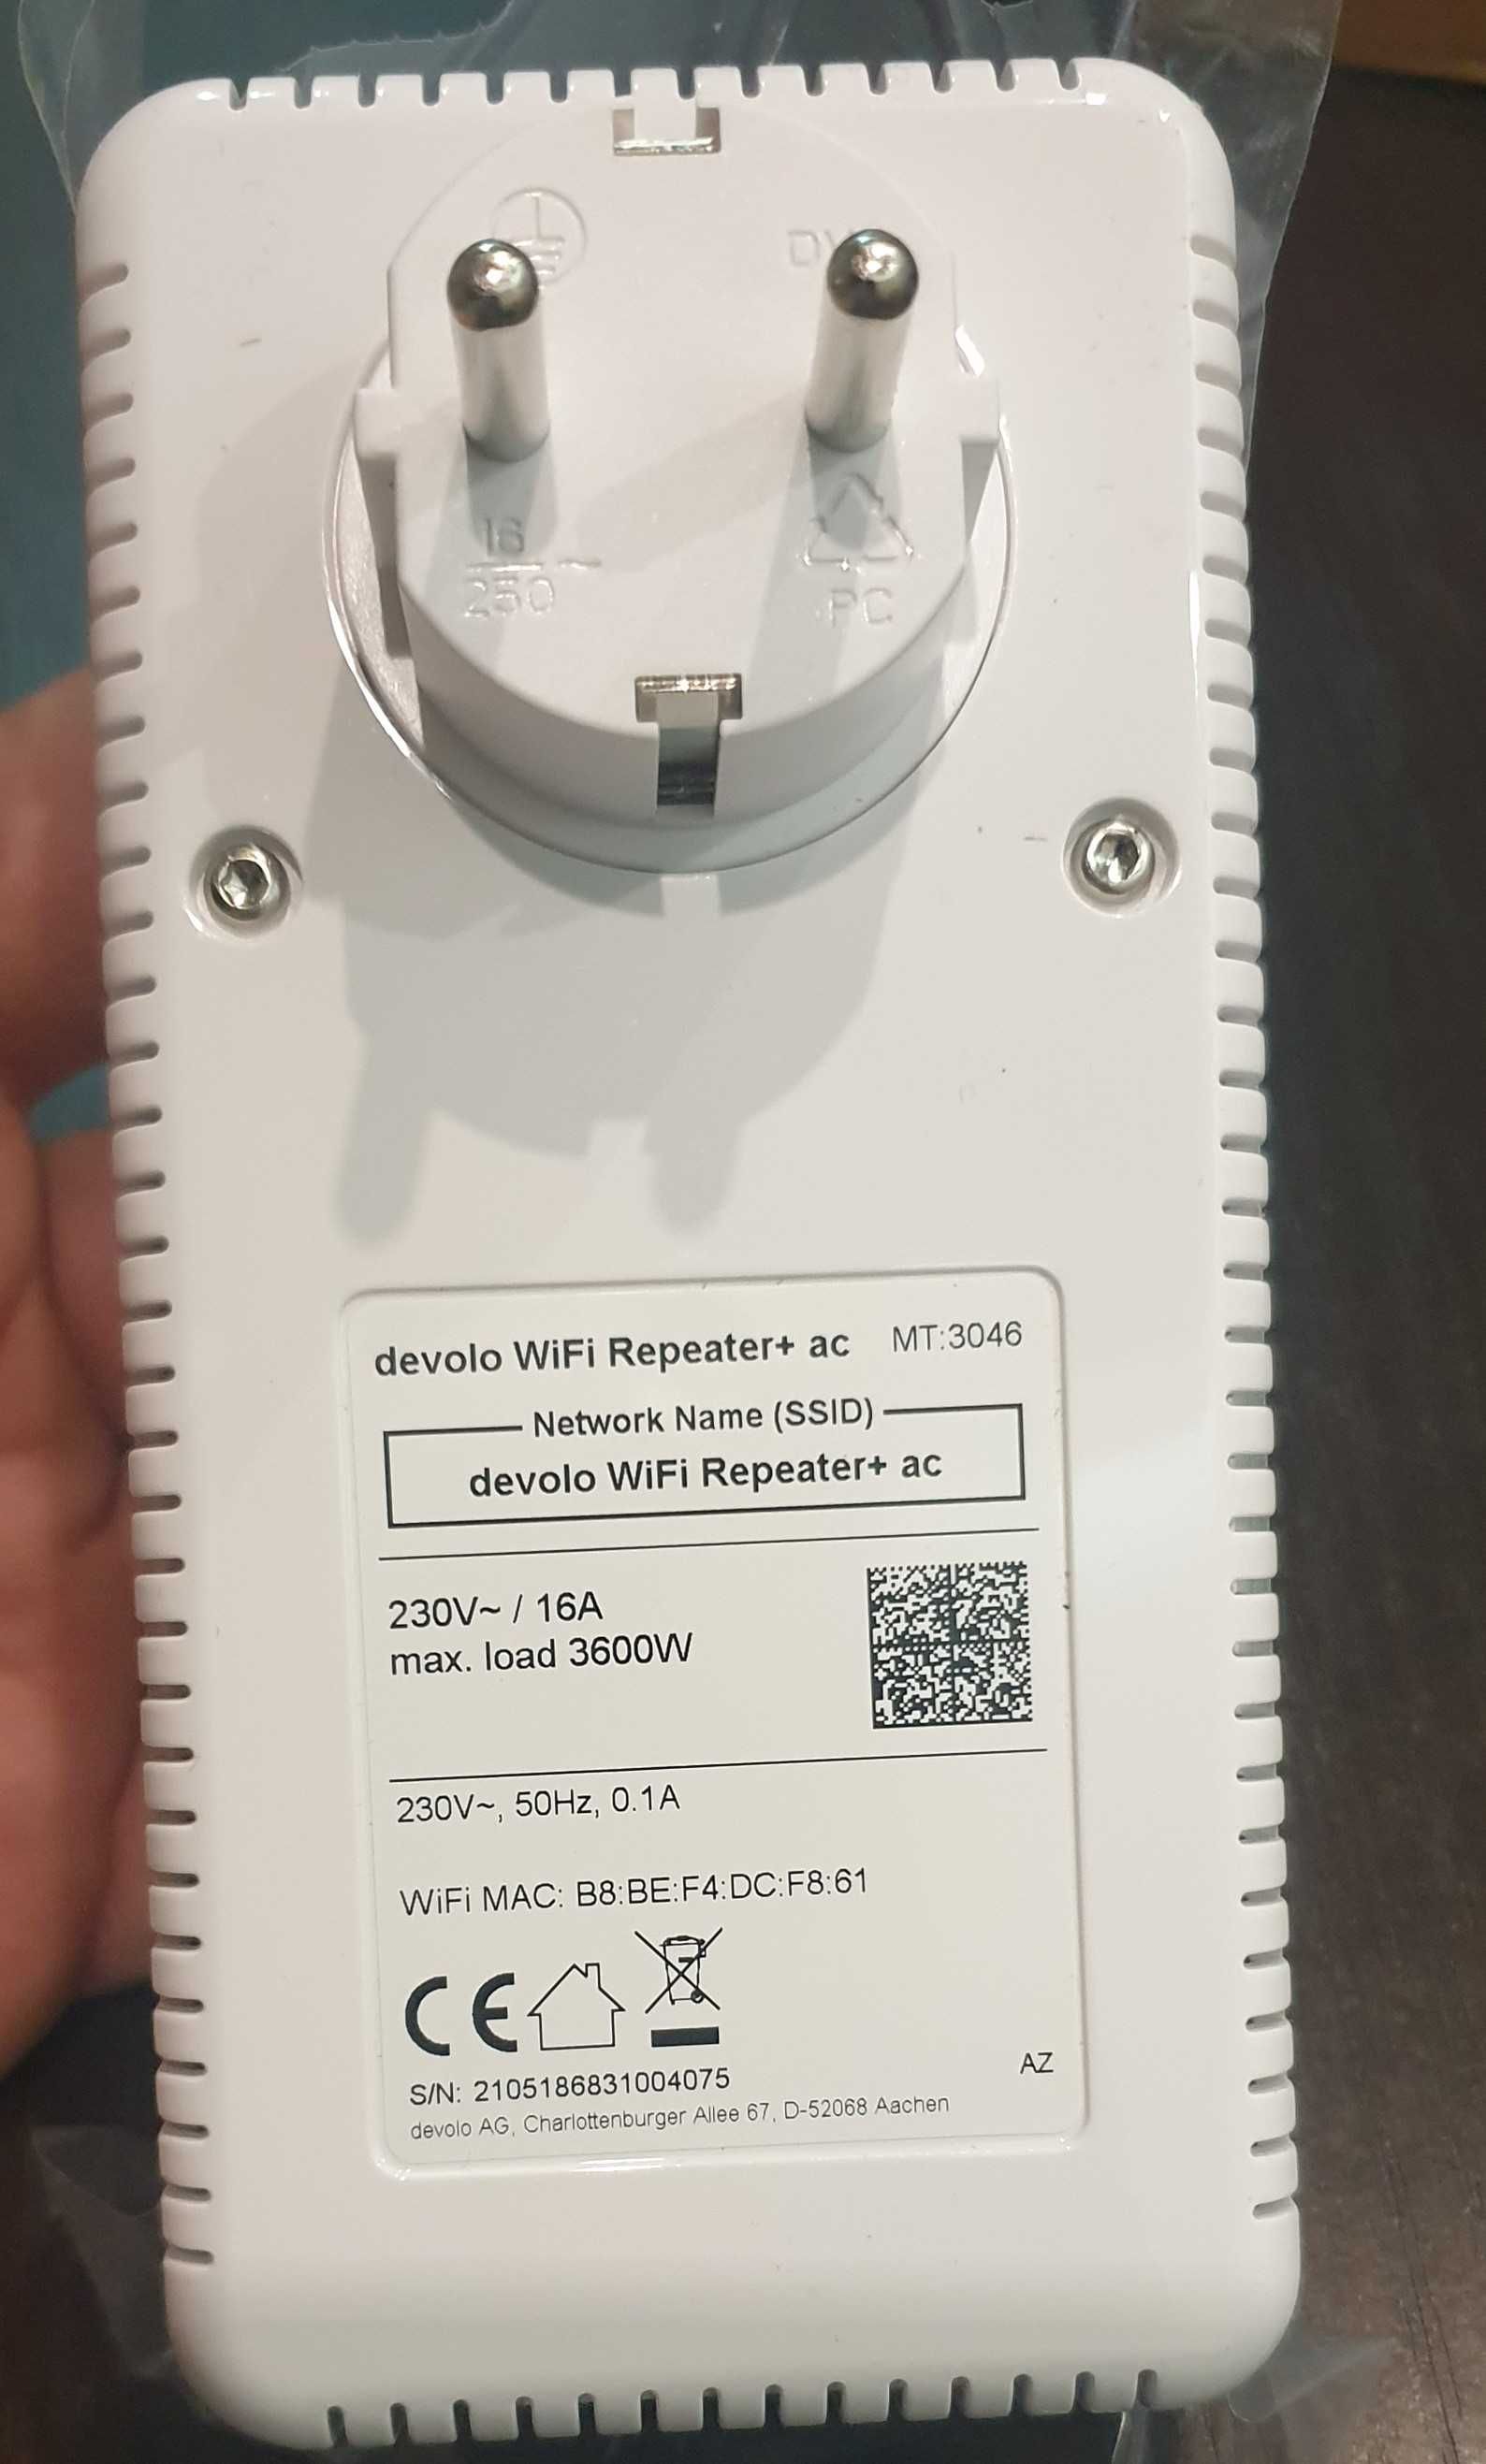 16
250
PC
devolo WiFi Repeater+ ac MT:3046
Network Name (SSID)
devolo WiFi Repeater+ ac
230V~ / 16A
max. load 3600W
230V~, 50Hz, 0.1A
WiFi MAC: B8:BE:F4:DC:F8:61
CE
AZ
S/N: 2105186831004075
devolo AG, Charlottenburger Allee 67, D-52068 Aachen